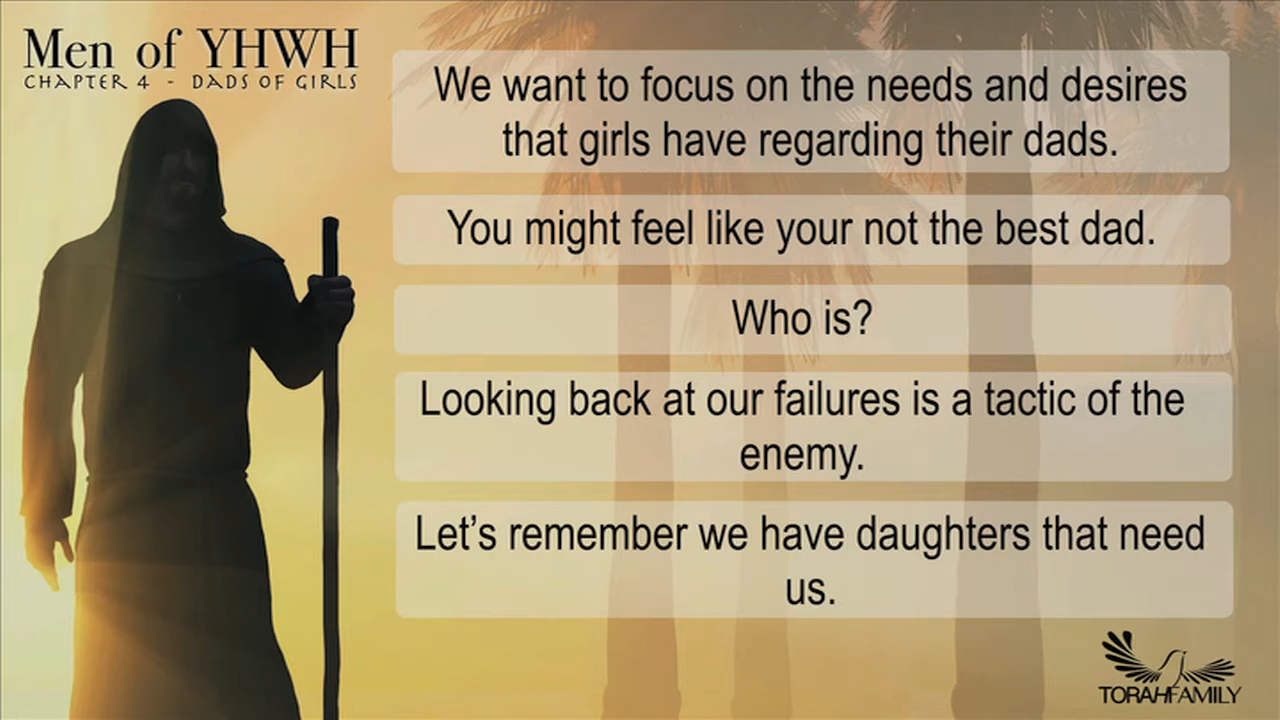 Men of YHWH
CHAPTER 4 - DADS OF GIRLS
We want to focus on the needs and desires
that girls have regarding their dads.
You might feel like your not the best dad.
Who is?
Looking back at our failures is a tactic of the
enemy.
Let's remember we have daughters that need
us.
TORAHFAMILY